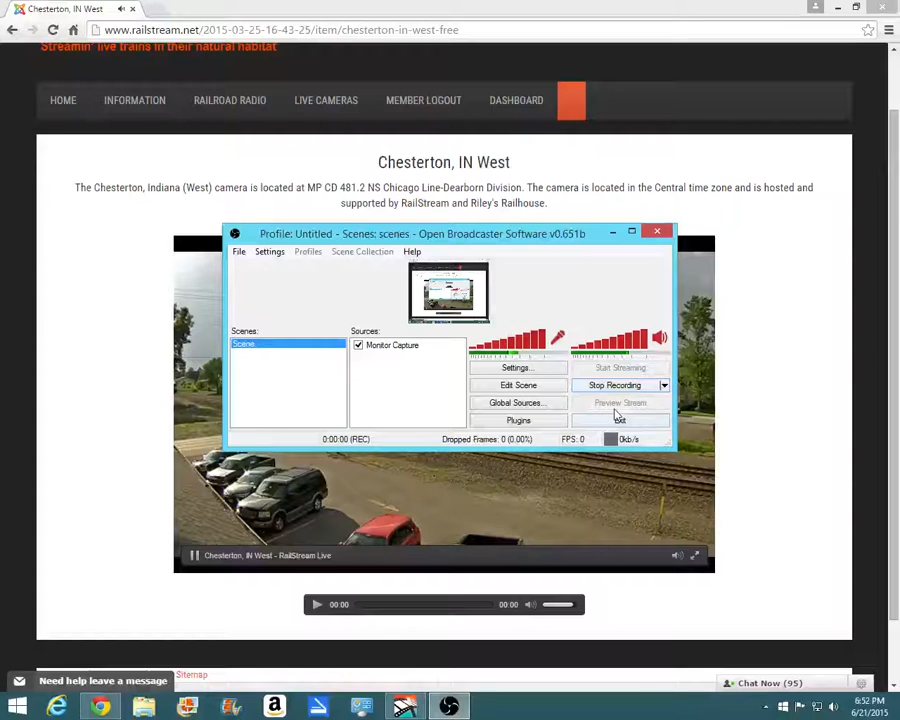 Chesterton, IN West
www.railstream.net/2015-03-25-16-43-25/item/chesterton-in-west-free
Streamin' live trains in their natural habitat
HOME INFORMATION RAILROAD RADIO LIVE CAMERAS MEMBER LOGOUT DASHBOARD
Chesterton, IN West
The Chesterton, Indiana (West) camera is located at MP CD 481.2 NS Chicago Line-Dearborn Division. The camera is located in the Central time zone and is hosted and
supported by RailStream and Riley's Railhouse.
Profile: Untitled - Scenes: scenes - Open Broadcaster Software v0.651b
File Settings Profiles Scene Collection Help
Scenes: Sources:
Scene Monitor Capture
Settings... Start Streaming
Edit Scene Stop Recording
Global Sources... Preview Stream
Plugins Exit
0:00:00 (REC) Dropped Frames: 0 (0.00%) FPS: 0 0kb/s
Chesterton, IN West - RailStream Live
00:00 00:00
Need help leave a message Sitemap Chat Now (95)
6:52 PM
6/21/2015